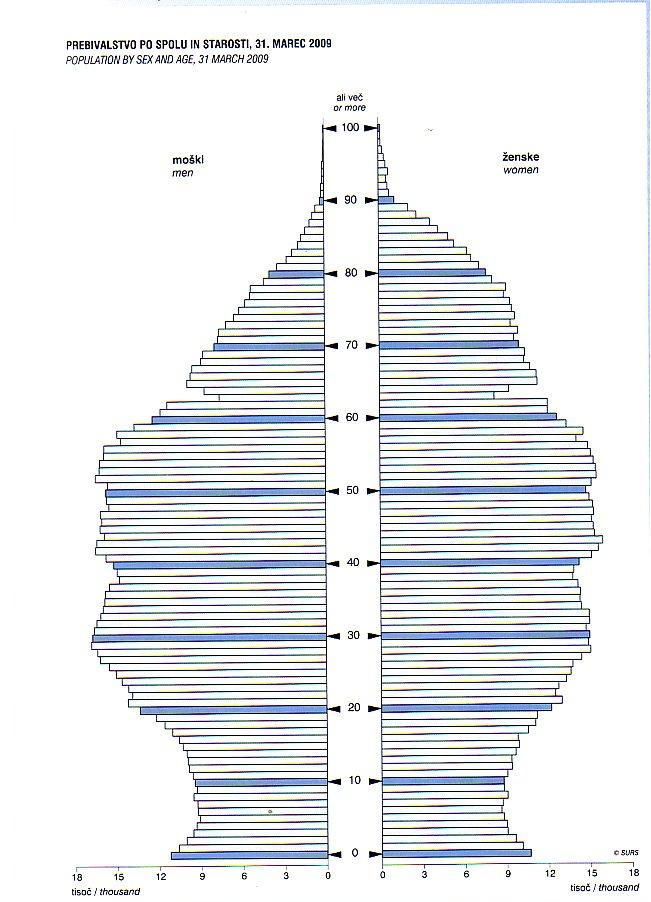 PREBIVALSTVO PO SPOLU IN STAROSTI, 31. MAREC 2009
POPULATION BY SEX AND AGE, 31 MARCH 2009
ali več
or more
100
moški
men
ženske
women
90
80
70
60
50
40
30
20
10
0
© SURS
18 15 12 9 6 3 0 0 3 6 9 12 15 18
tisoč / thousand
tisoč / thousand